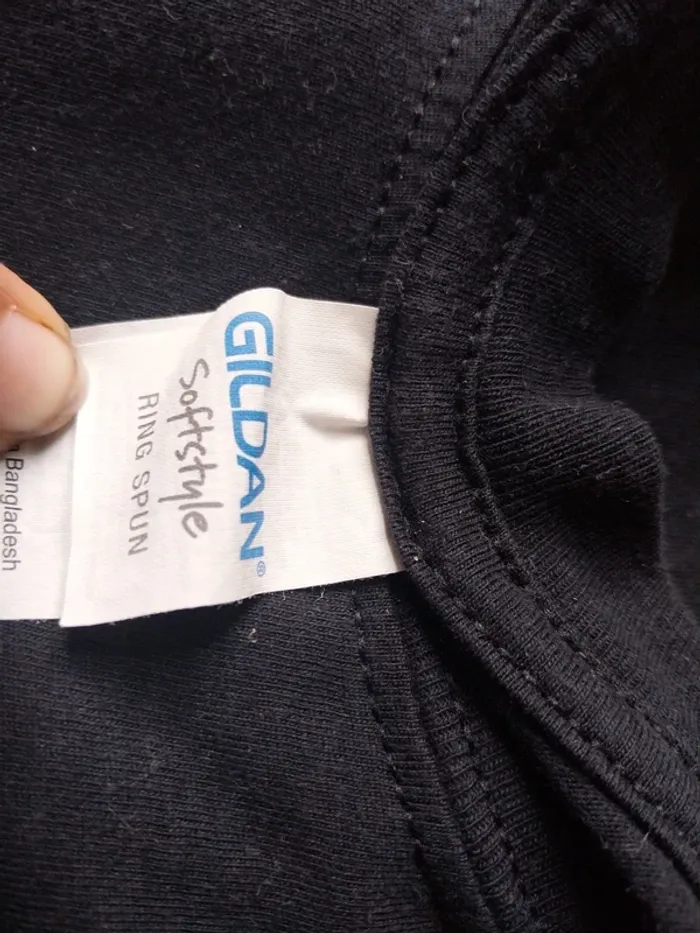 GILDAN®
Softstyle
RING SPUN
Bangladesh